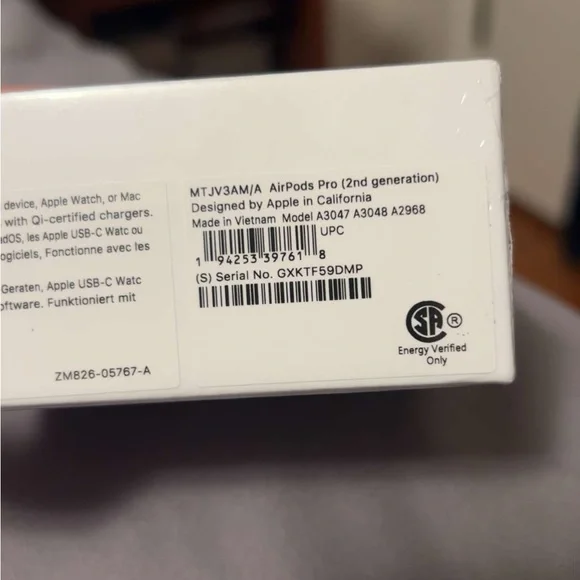 device, Apple Watch, or Mac
with Qi-certified chargers.
adOS, les Apple USB-C Watc ou
ogiciels, Fonctionne avec les
Geraten, Apple USB-C Watc
oftware. Funktioniert mit
ZM826-05767-A
MTJV3AM/A AirPods Pro (2nd generation)
Designed by Apple in California
Made in Vietnam Model A3047 A3048 A2968
UPC
1 94253 39761 8
(S) Serial No. GXKTF59DMP
CSA ®
Energy Verified
Only